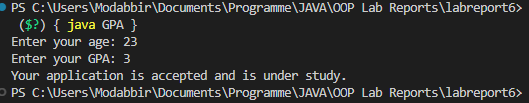 PS C:\Users\Modabbir\Documents\Programme\JAVA\OOP Lab Reports\labreport6>
($?) { java GPA }
Enter your age: 23
Enter your GPA: 3
Your application is accepted and is under study.
PS C:\Users\Modabbir\Documents\Programme\JAVA\OOP Lab Reports\labreport6>